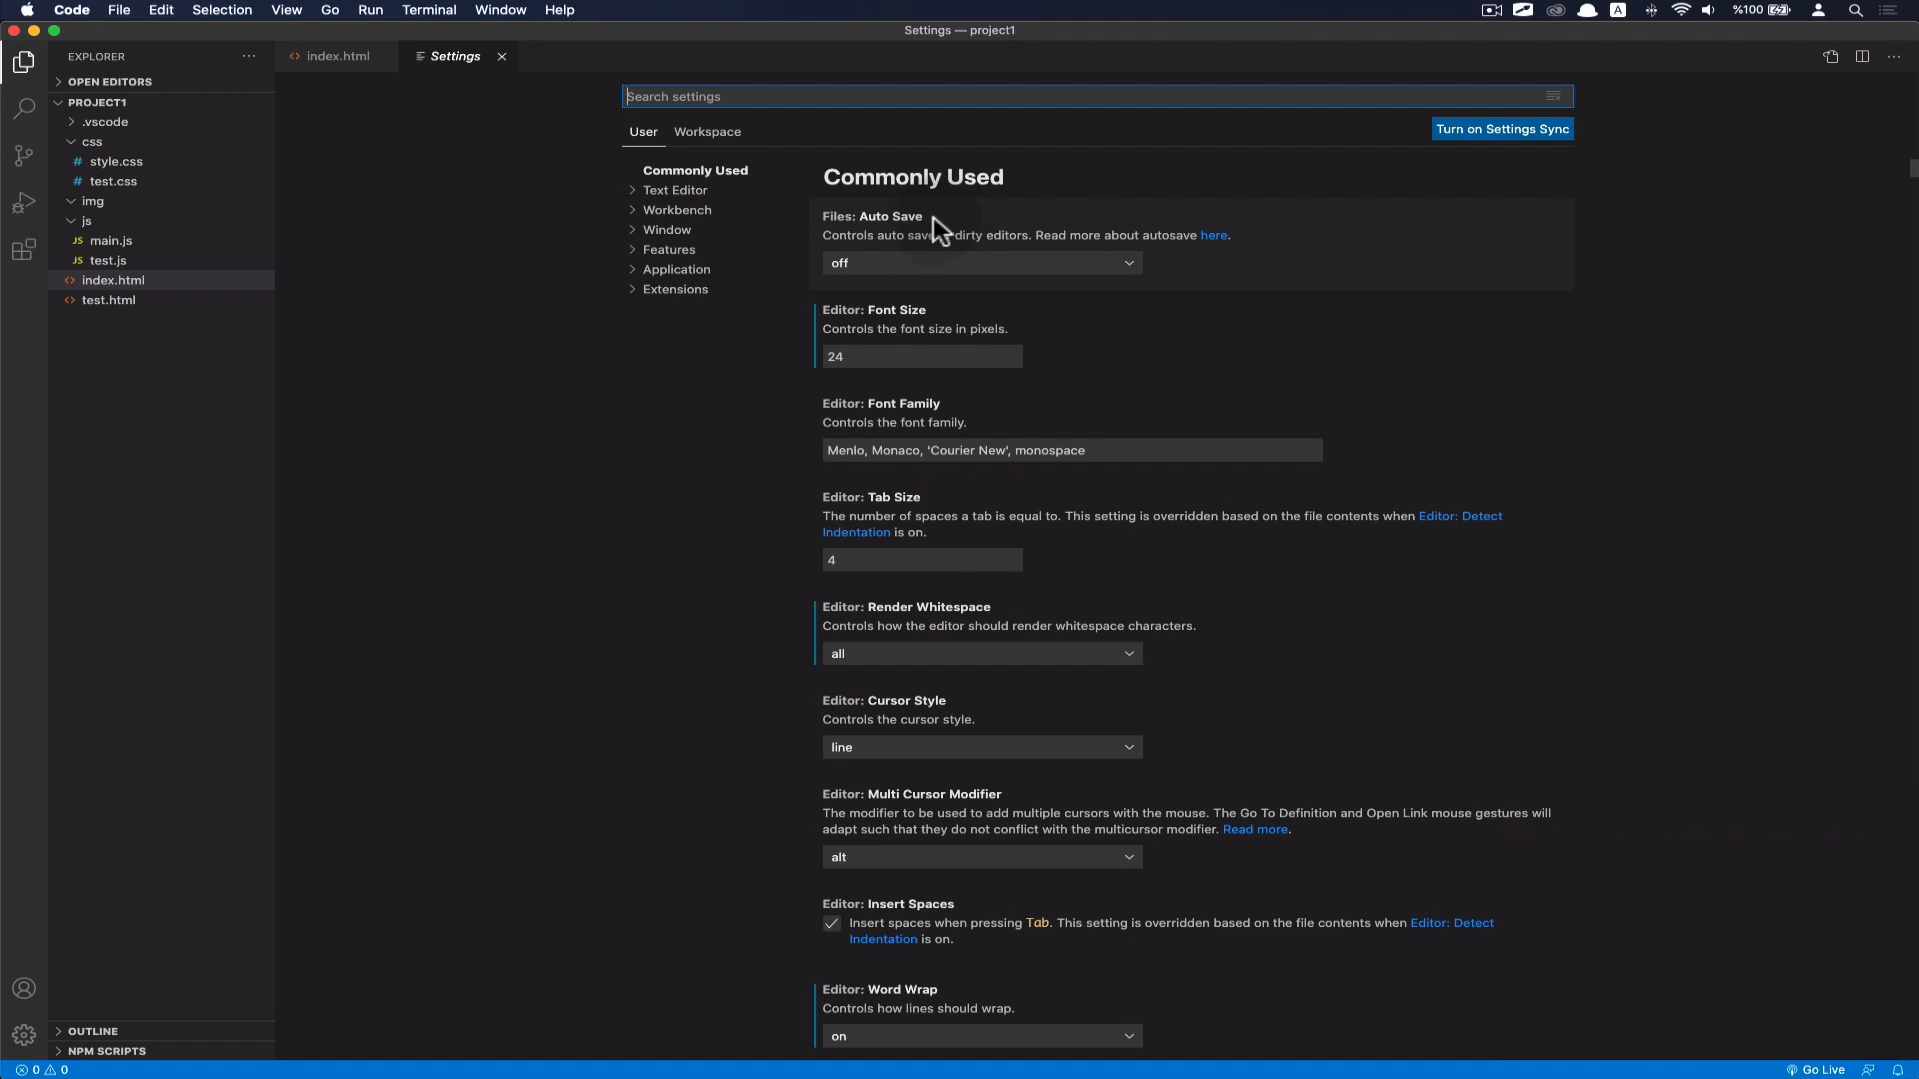 Code File Edit Selection View Go Run Terminal Window Help
A %100
Settings — project1
EXPLORER
index.html
Settings
OPEN EDITORS
PROJECT1
.vscode
css
# style.css
# test.css
img
js
JS main.js
JS test.js
<> index.html
<> test.html
OUTLINE
NPM SCRIPTS
Search settings
User Workspace
Turn on Settings Sync
Commonly Used
Text Editor
Workbench
Window
Features
Application
Extensions
Commonly Used
Files: Auto Save
Controls auto save dirty editors. Read more about autosave here.
off
Editor: Font Size
Controls the font size in pixels.
24
Editor: Font Family
Controls the font family.
Menlo, Monaco, 'Courier New', monospace
Editor: Tab Size
The number of spaces a tab is equal to. This setting is overridden based on the file contents when Editor: Detect
Indentation is on.
4
Editor: Render Whitespace
Controls how the editor should render whitespace characters.
all
Editor: Cursor Style
Controls the cursor style.
line
Editor: Multi Cursor Modifier
The modifier to be used to add multiple cursors with the mouse. The Go To Definition and Open Link mouse gestures will
adapt such that they do not conflict with the multicursor modifier. Read more.
alt
Editor: Insert Spaces
Insert spaces when pressing Tab. This setting is overridden based on the file contents when Editor: Detect
Indentation is on.
Editor: Word Wrap
Controls how lines should wrap.
on
0 0
Go Live